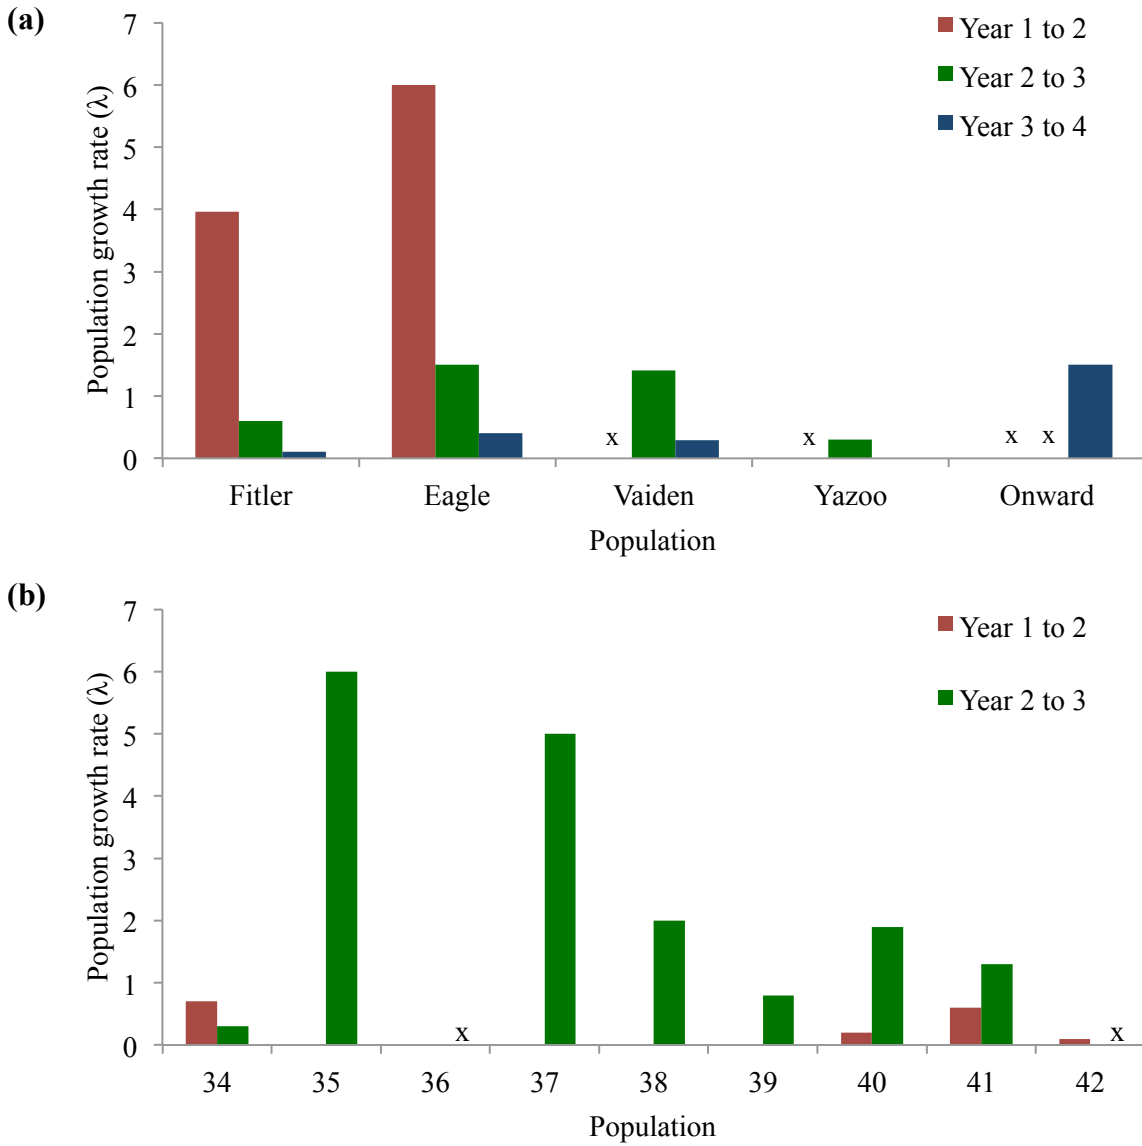 (a)
Population growth rate (λ)
7
6
5
4
3
2
1
0
Year 1 to 2
Year 2 to 3
Year 3 to 4
x
x
x x
Fitler Eagle Vaiden Yazoo Onward
Population
(b)
Population growth rate (λ)
7
6
5
4
3
2
1
0
Year 1 to 2
Year 2 to 3
x
x
34 35 36 37 38 39 40 41 42
Population